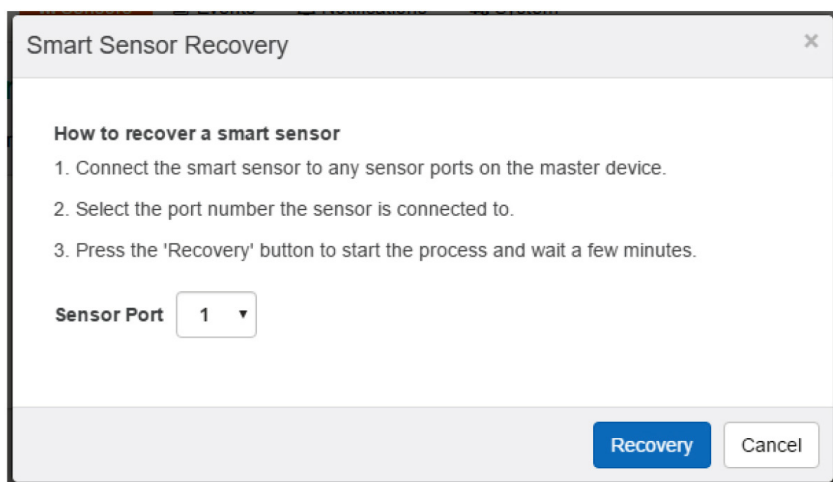 Smart Sensor Recovery
×
How to recover a smart sensor
1. Connect the smart sensor to any sensor ports on the master device.
2. Select the port number the sensor is connected to.
3. Press the 'Recovery' button to start the process and wait a few minutes.
Sensor Port 1
Recovery Cancel